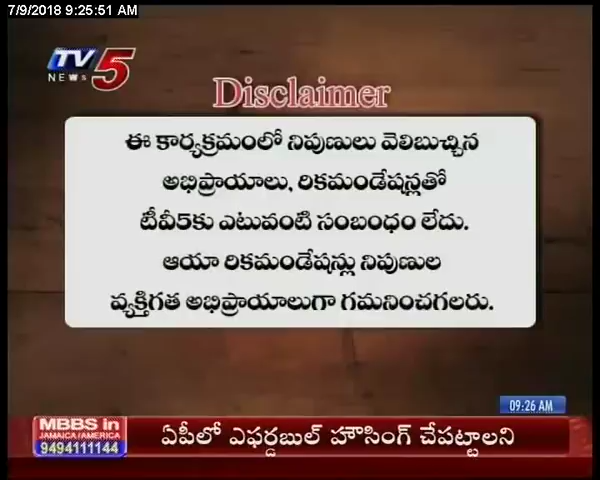 7/9/2018 9:25:51 AM
TV5
NEWS
Disclaimer
ఈ కార్యక్రమంలో నిపుణులు వెలిబుచ్చిన
అభిప్రాయాలు, రికమండేషన్లతో
టీవీ5కు ఎటువంటి సంబంధం లేదు.
ఆయా రికమండేషన్లు నిపుణుల
వ్యక్తిగత అభిప్రాయాలుగా గమనించగలరు.
09:26 AM
MBBS in
JAMAICA/AMERICA
9494111144
ఏపీలో ఎఫర్డబుల్ హౌసింగ్ చేపట్టాలని